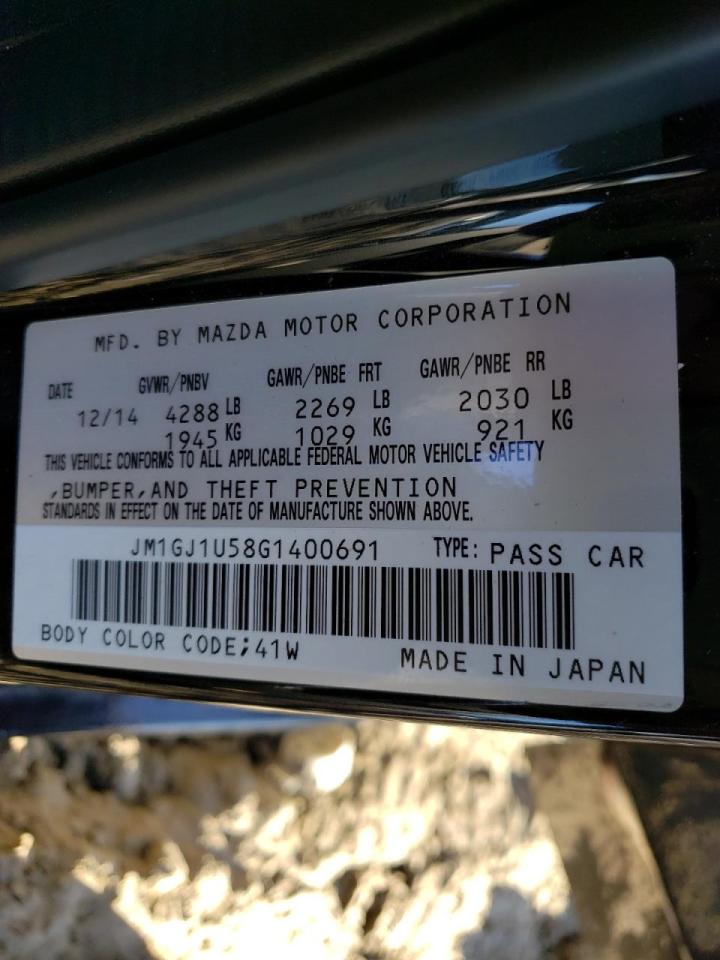 MFD. BY MAZDA MOTOR CORPORATION
DATE GVWR/PNBV GAWR/PNBE FRT GAWR/PNBE RR
12/14 4288 LB 2269 LB 2030 LB
1945 KG 1029 KG 921 KG
THIS VEHICLE CONFORMS TO ALL APPLICABLE FEDERAL MOTOR VEHICLE SAFETY
,BUMPER,AND THEFT PREVENTION
STANDARDS IN EFFECT ON THE DATE OF MANUFACTURE SHOWN ABOVE.
JM1GJ1U58G1400691 TYPE: PASS CAR
BODY COLOR CODE;41W MADE IN JAPAN